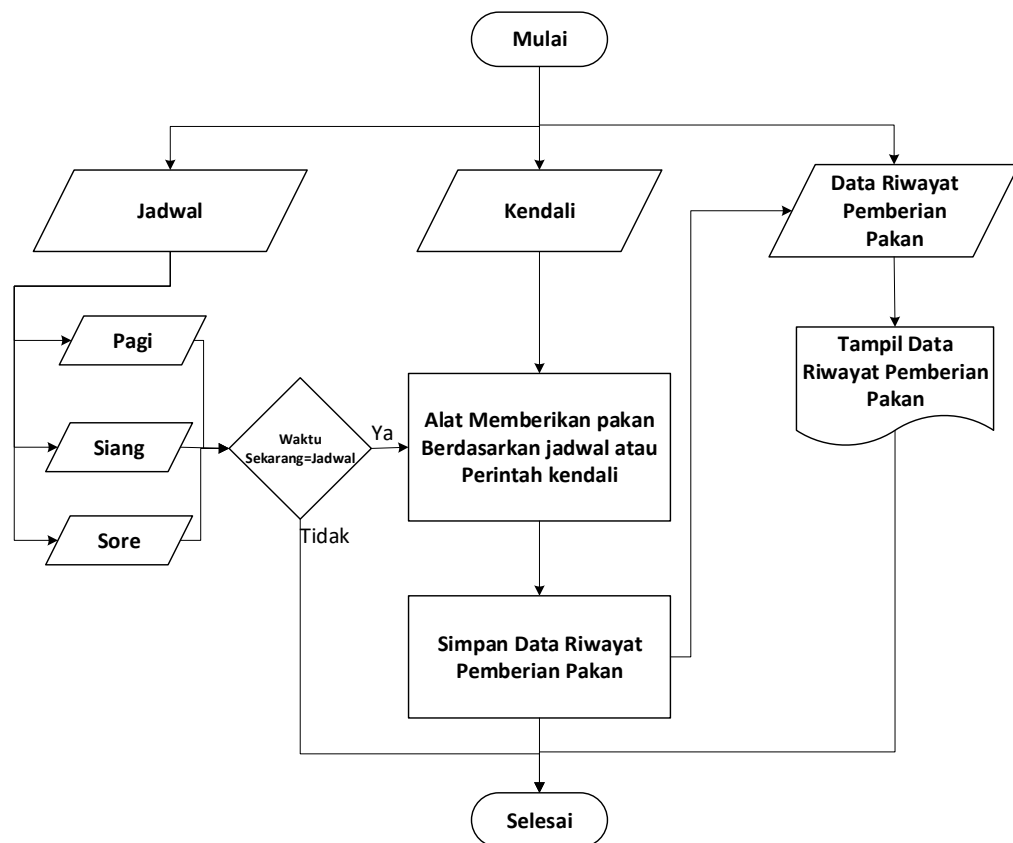 Mulai
Jadwal
Kendali
Data Riwayat
Pemberian
Pakan
Pagi
Siang
Sore
Waktu
Sekarang=Jadwal
Ya
Tidak
Alat Memberikan pakan
Berdasarkan jadwal atau
Perintah kendali
Tampil Data
Riwayat Pemberian
Pakan
Simpan Data Riwayat
Pemberian Pakan
Selesai